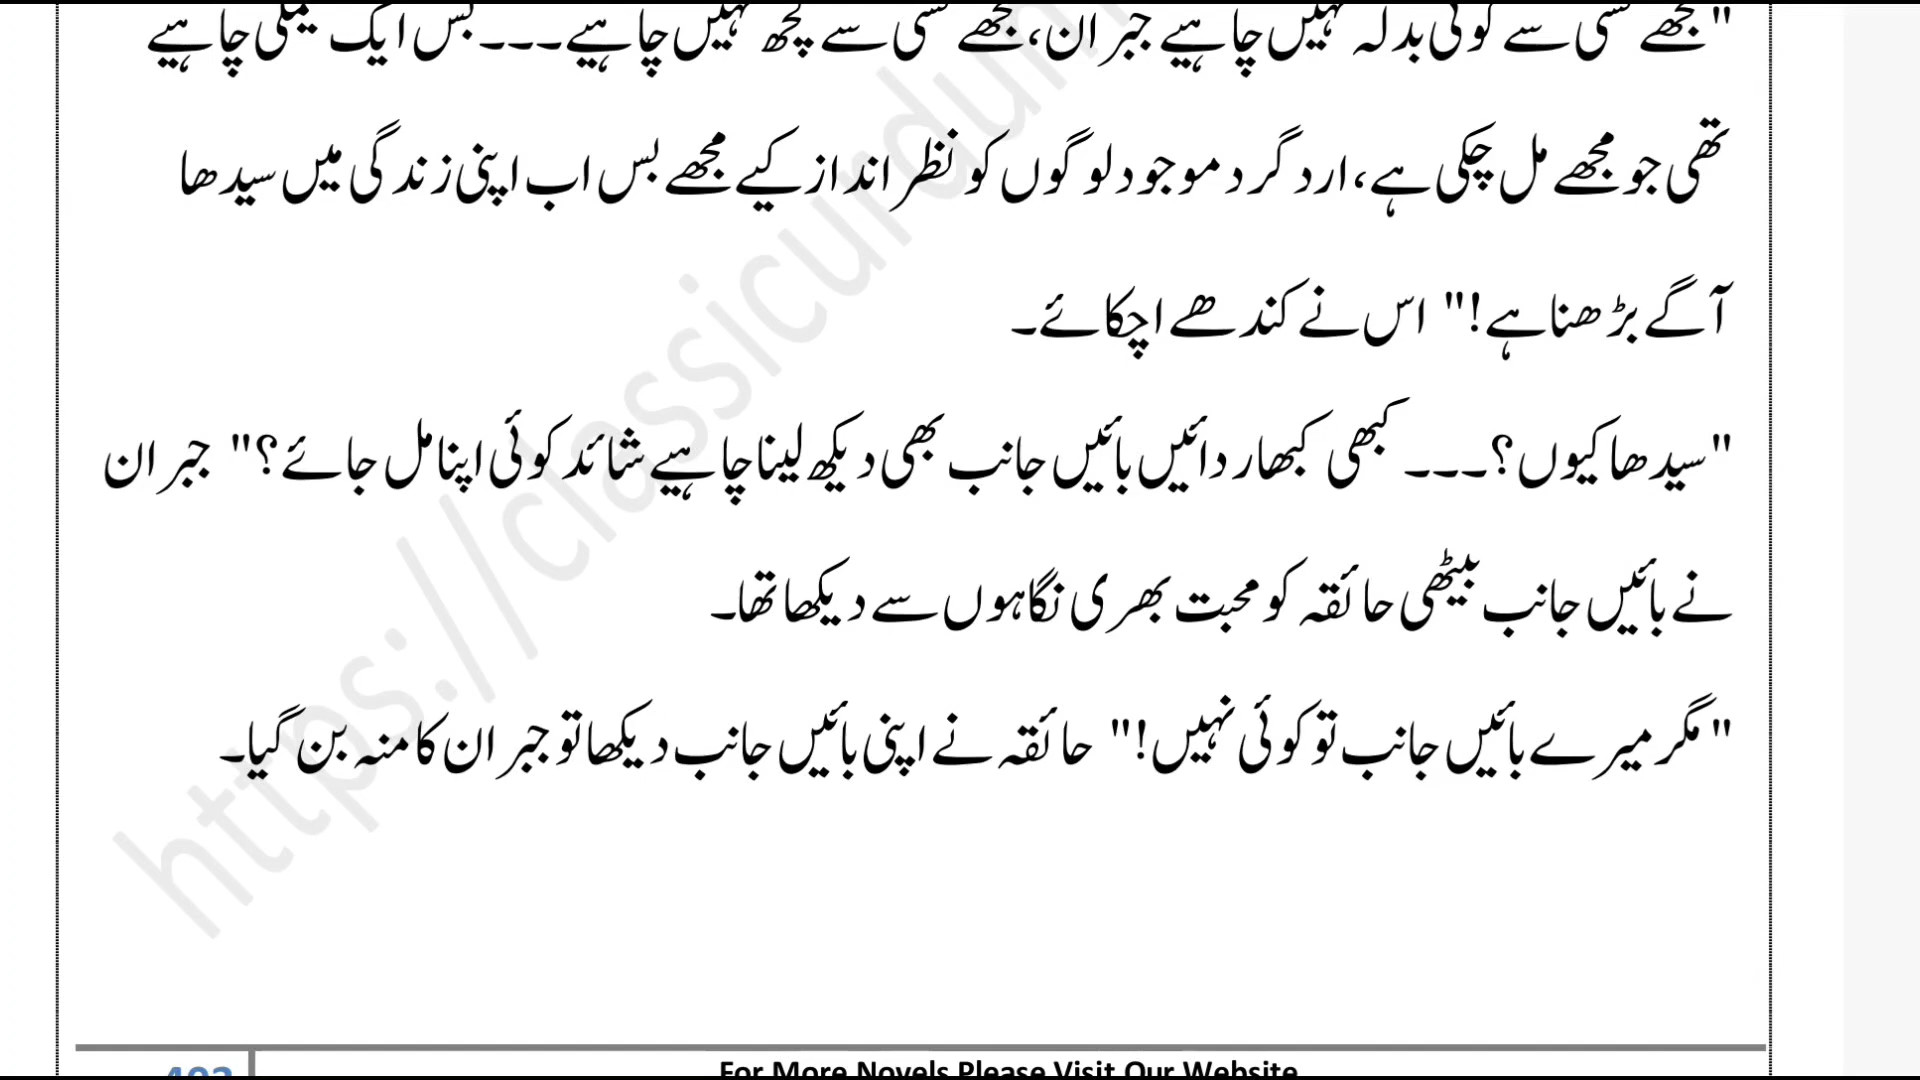 "مجھے کسی سے کوئی بدلہ نہیں چاہیے جبران، مجھے کسی سے کچھ نہیں چاہیے۔۔۔ بس ایک فیملی چاہیے
تھی جو مجھے مل چکی ہے، ارد گرد موجود لوگوں کو نظر انداز کیے مجھے بس اب اپنی زندگی میں سیدھا
آگے بڑھنا ہے!" اس نے کندھے اچکائے۔
"سیدھا کیوں؟۔۔۔ کبھی کبھار دائیں بائیں جانب بھی دیکھ لینا چاہیے شائد کوئی اپنا مل جائے؟" جبران
نے بائیں جانب بیٹھی حائقہ کو محبت بھری نگاہوں سے دیکھا تھا۔
"مگر میرے بائیں جانب تو کوئی نہیں!" حائقہ نے اپنی بائیں جانب دیکھا تو جبران کا منہ بن گیا۔
https://classicurdum
For More Novels Please Visit Our Website